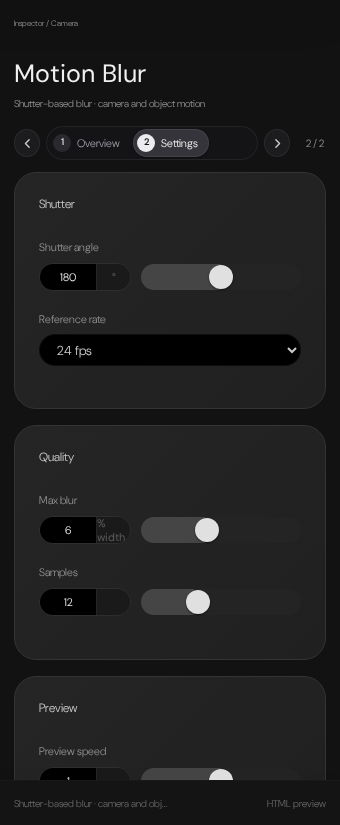 Inspector / Camera
Motion Blur
Shutter-based blur · camera and object motion
1 Overview 2 Settings 2 / 2
Shutter
Shutter angle
180 °
Reference rate
24 fps
Quality
Max blur
6 % width
Samples
12
Preview
Preview speed
1
Shutter-based blur · camera and obj... HTML preview